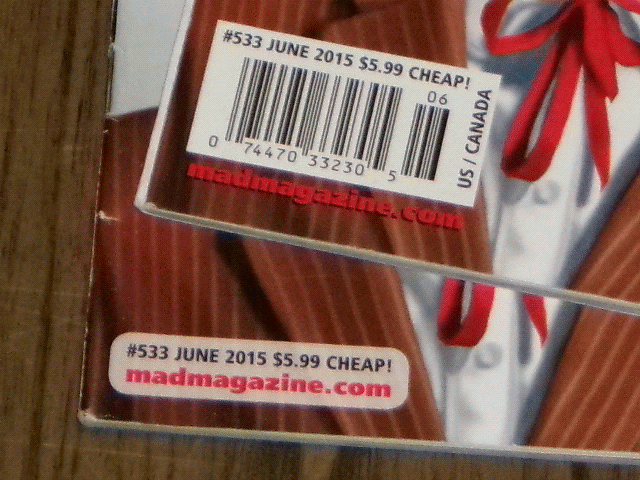 #533 JUNE 2015 $5.99 CHEAP!
06
0 74470 33230 5
US / CANADA
madmagazine.com
#533 JUNE 2015 $5.99 CHEAP!
madmagazine.com